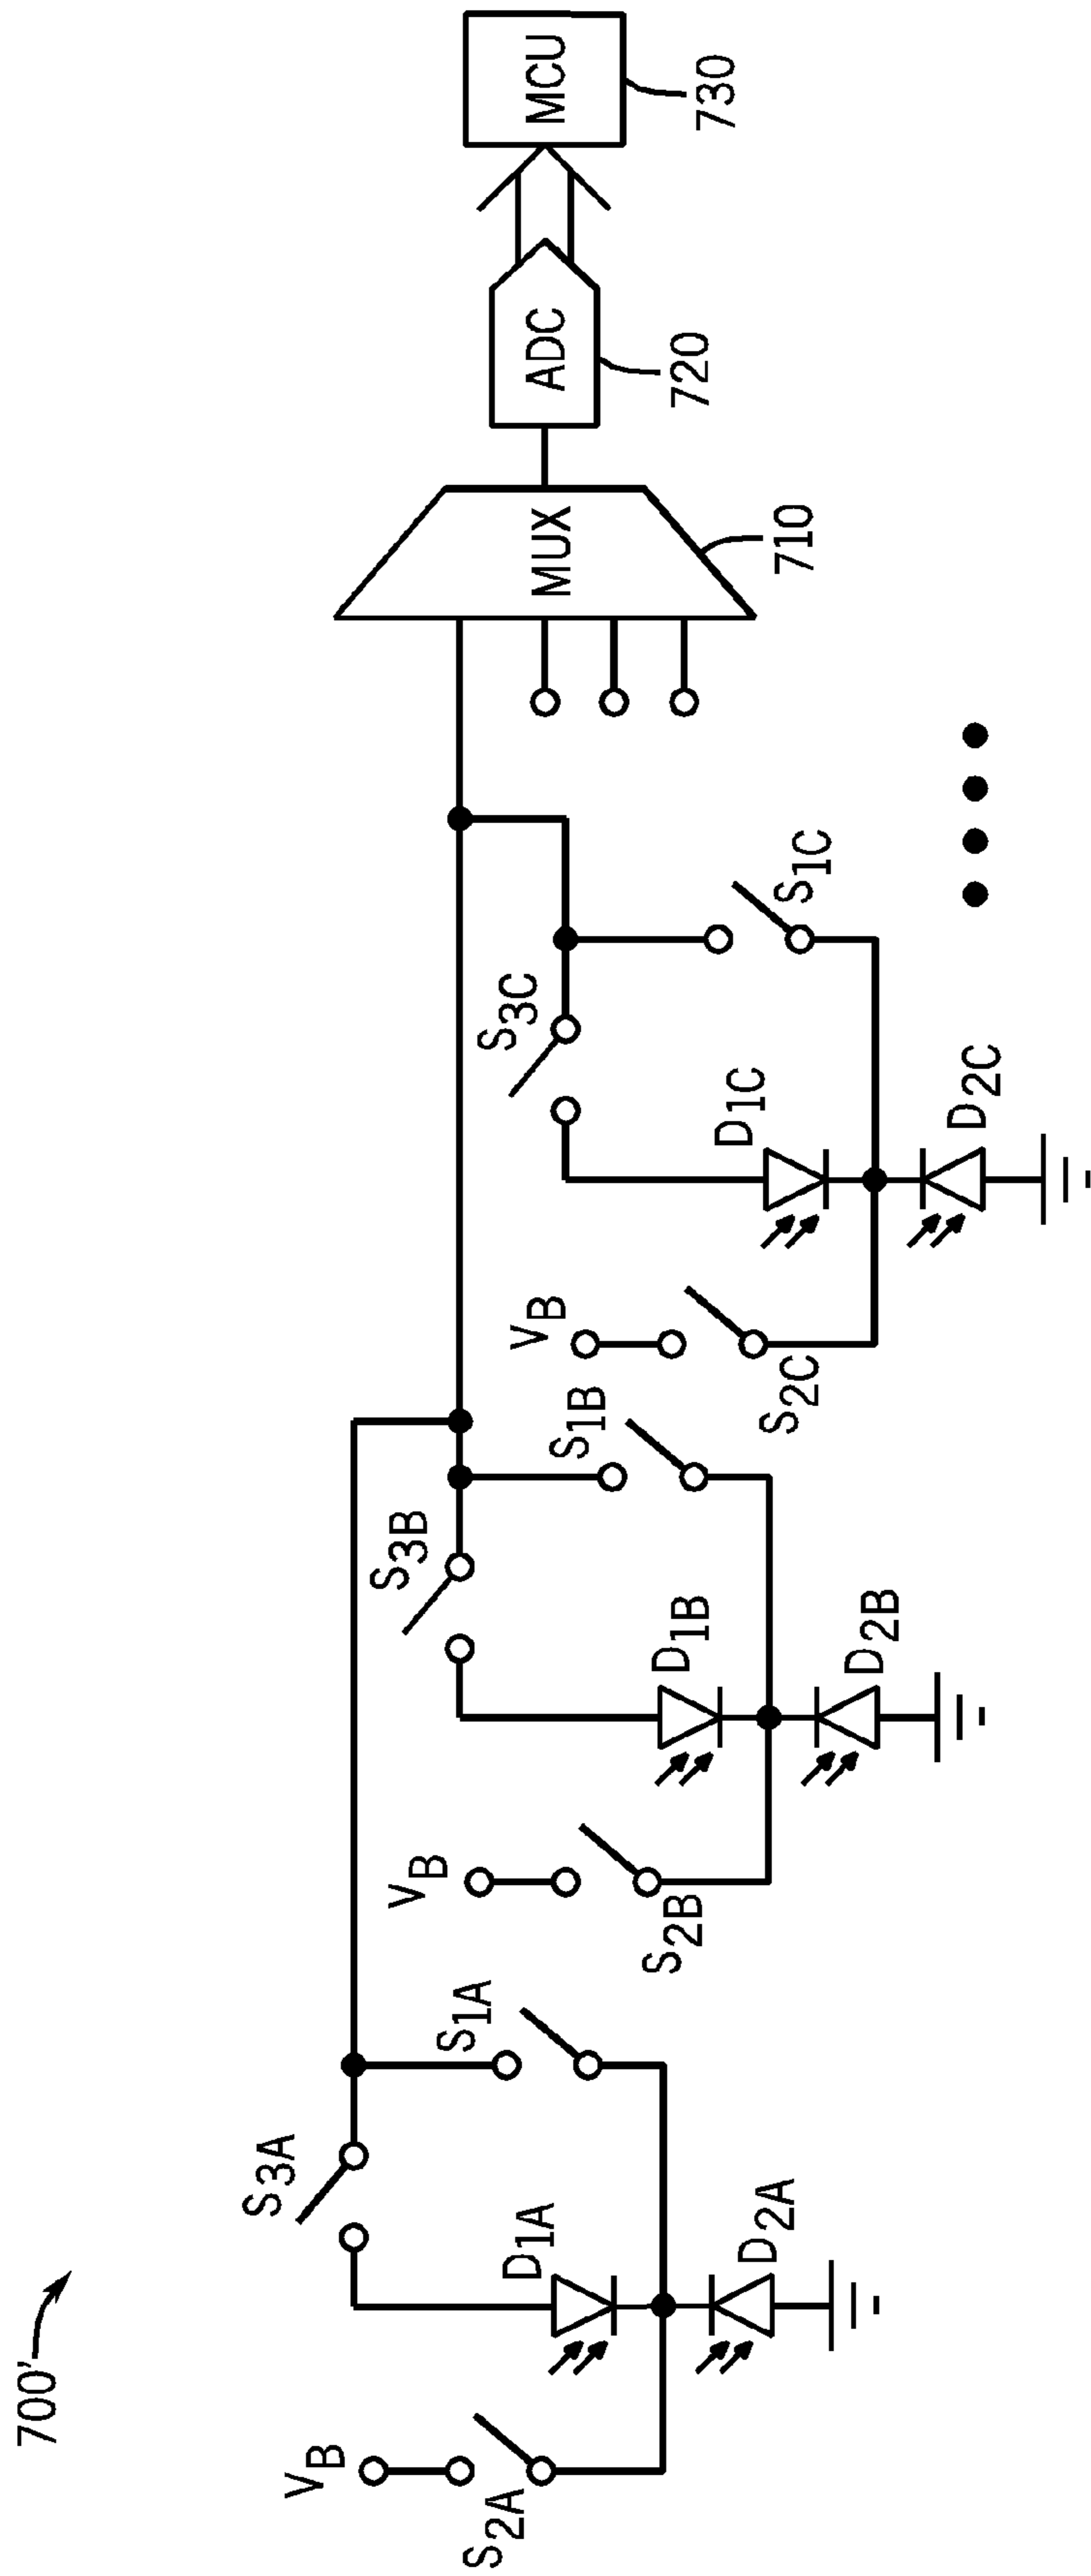 700'
VB
S2A
D1A
D2A
S3A
S1A
VB
S2B
D1B
D2B
S3B
S1B
VB
S2C
D1C
D2C
S3C
S1C
MUX
710
ADC
720
MCU
730